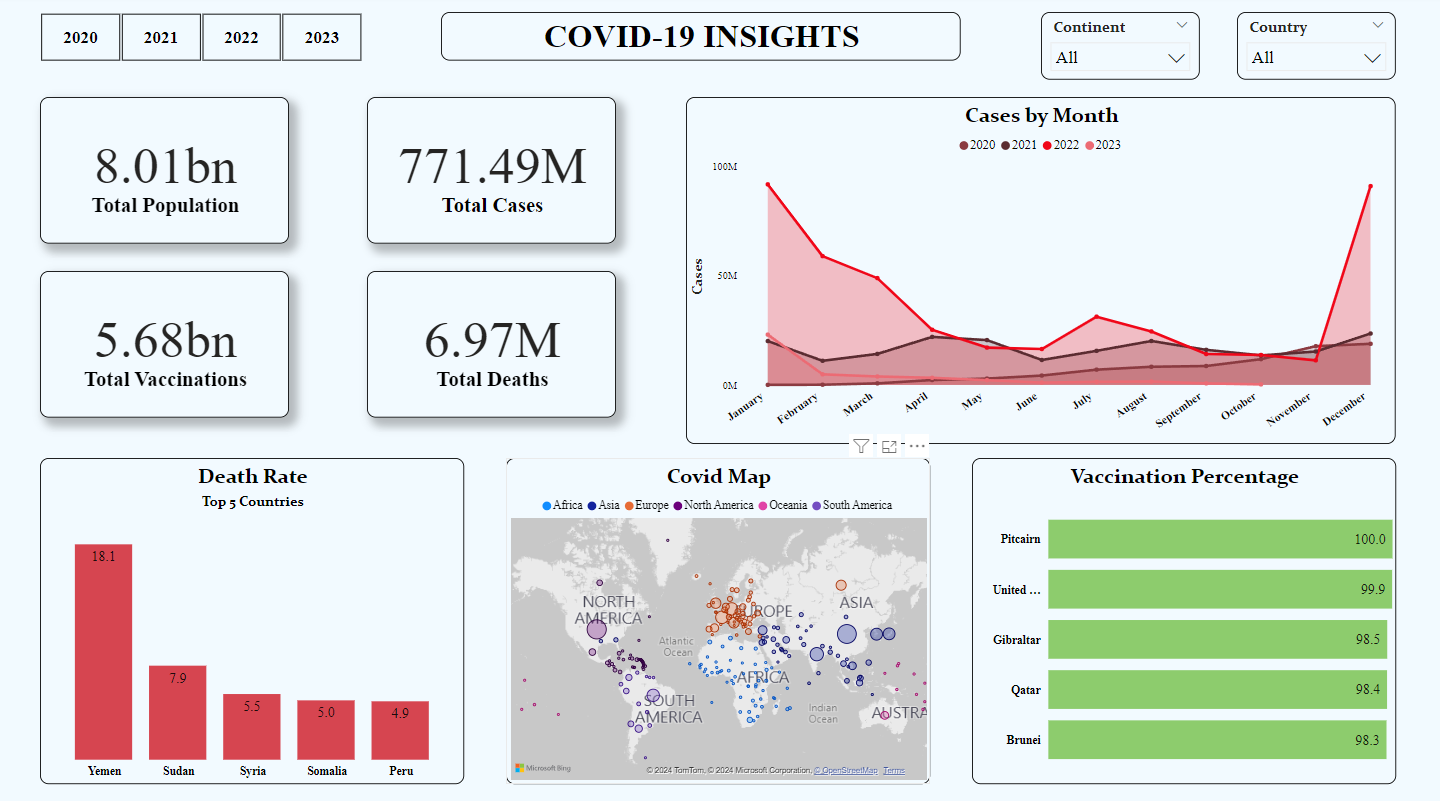 2020 2021 2022 2023
COVID-19 INSIGHTS
Continent
All
Country
All
8.01bn
Total Population
771.49M
Total Cases
5.68bn
Total Vaccinations
6.97M
Total Deaths
Cases by Month
2020 2021 2022 2023
100M
50M
0M
Cases
January February March April May June July August September October November December
Death Rate
Top 5 Countries
18.1
7.9
5.5
5.0
4.9
Yemen Sudan Syria Somalia Peru
Covid Map
Africa Asia Europe North America Oceania South America
NORTH
AMERICA
EUROPE
ASIA
Atlantic
Ocean
AFRICA
SOUTH
AMERICA
Indian
Ocean
AUSTRA
Microsoft Bing
© 2024 TomTom, © 2024 Microsoft Corporation, © OpenStreetMap Terms
Vaccination Percentage
Pitcairn 100.0
United ... 99.9
Gibraltar 98.5
Qatar 98.4
Brunei 98.3